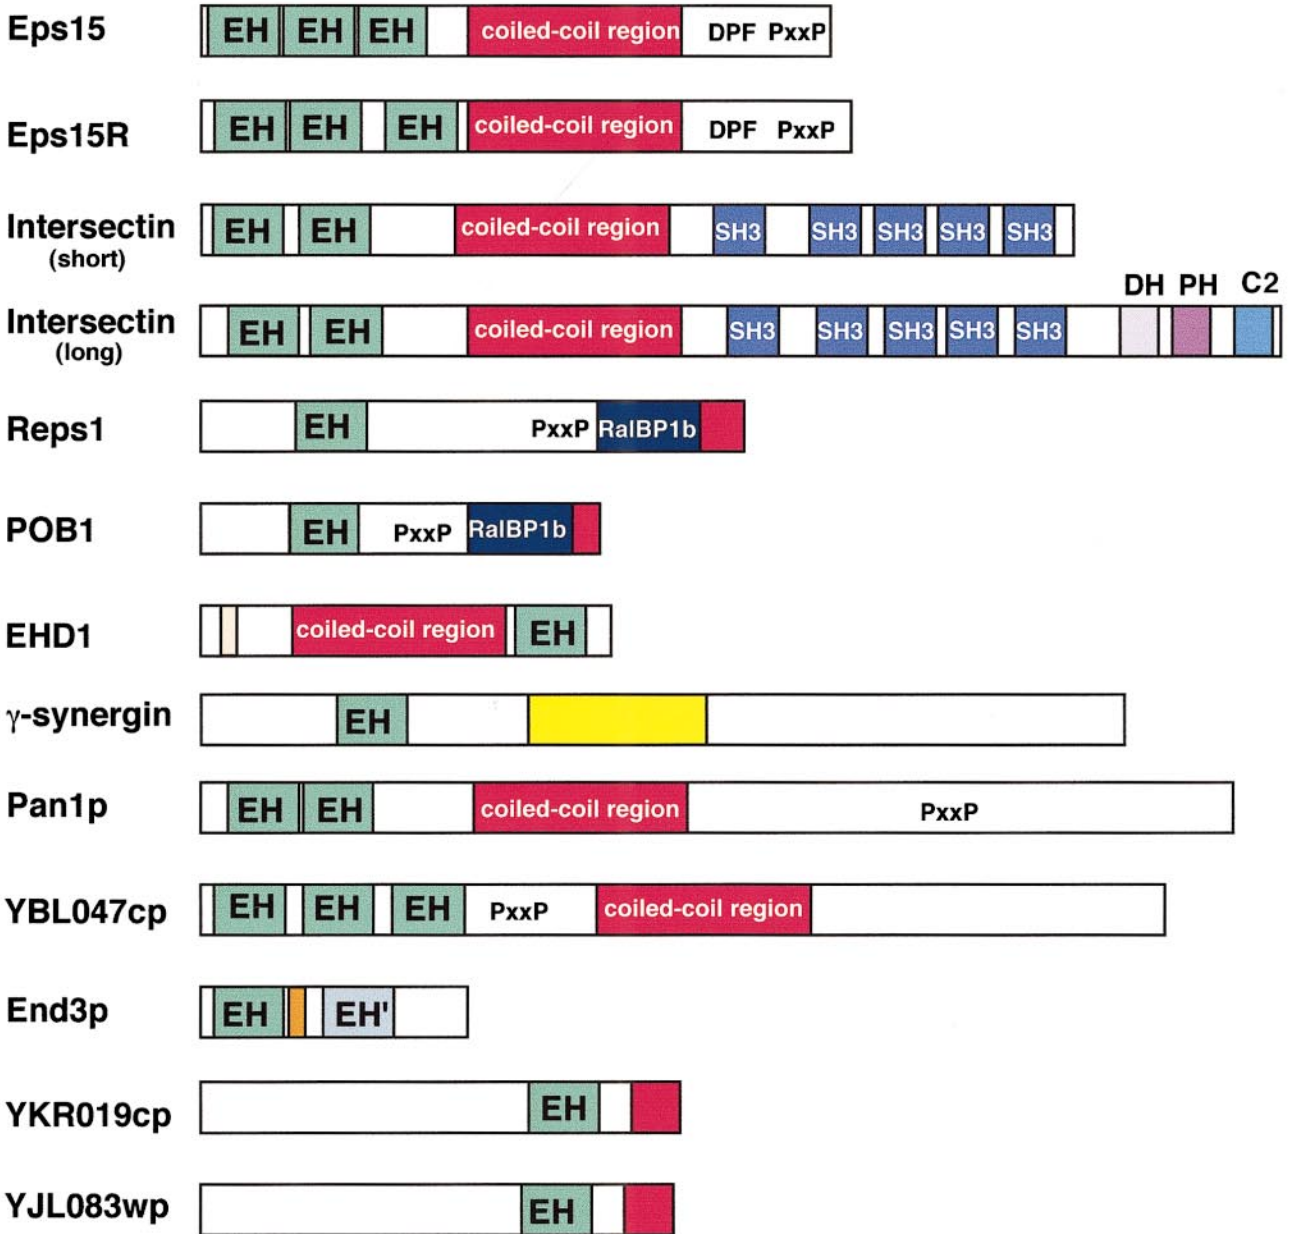 Eps15 EH EH EH coiled-coil region DPF PxxP
Eps15R EH EH EH coiled-coil region DPF PxxP
Intersectin EH EH coiled-coil region SH3 SH3 SH3 SH3 SH3
(short)
DH PH C2
Intersectin EH EH coiled-coil region SH3 SH3 SH3 SH3 SH3
(long)
Reps1 EH PxxP RalBP1b
POB1 EH PxxP RalBP1b
EHD1 coiled-coil region EH
γ-synergin EH
Pan1p EH EH coiled-coil region PxxP
YBL047cp EH EH EH PxxP coiled-coil region
End3p EH EH'
YKR019cp EH
YJL083wp EH